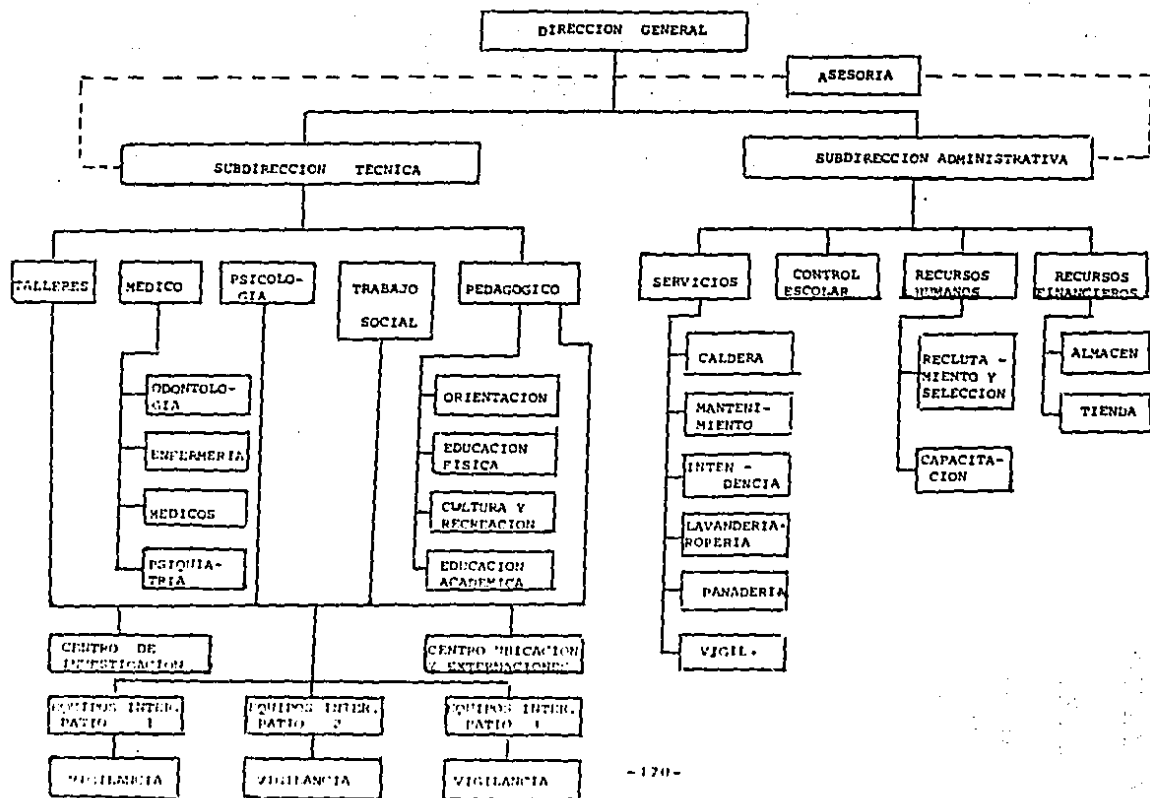 DIRECCION GENERAL
ASESORIA
SUBDIRECCION TECNICA
SUBDIRECCION ADMINISTRATIVA
TALLERES
MEDICO
PSICOLO-
GIA
TRABAJO
SOCIAL
PEDAGOGICO
SERVICIOS
CONTROL
ESCOLAR
RECURSOS
HUMANOS
RECURSOS
FINANCIEROS
ODONTOLO-
GIA
ENFERMERIA
MEDICOS
PSIQUIA-
TRIA
ORIENTACION
EDUCACION
FISICA
CULTURA Y
RECREACION
EDUCACION
ACADEMICA
CALDERA
MANTENI-
MIENTO
INTEN -
DENCIA
LAVANDERIA-
ROPERIA
PANADERIA
VIGIL.
RECLUTA -
MIENTO Y
SELECCION
CAPACITA-
CION
ALMACEN
TIENDA
CENTRO DE
INVESTIGACION
CENTRO UBICACION
Y EXTERNACIONES
EQUIPOS INTER.
PATIO 1
EQUIPOS INTER.
PATIO 2
EQUIPOS INTER.
PATIO
VIGILANCIA
VIGILANCIA
VIGILANCIA